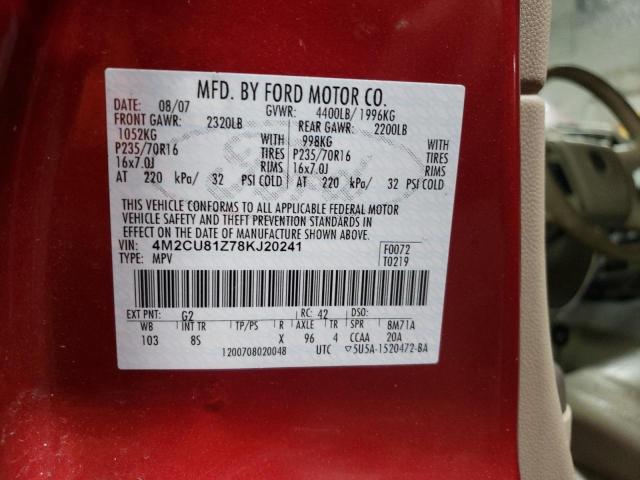 MFD. BY FORD MOTOR CO.
DATE: 08/07 GVWR: 4400LB/1996KG
FRONT GAWR: 2320LB REAR GAWR: 2200LB
1052KG WITH 998KG WITH
P235/70R16 TIRES P235/70R16 TIRES
16x7.0J RIMS 16x7.0J RIMS
AT 220 kPa/ 32 PSI COLD AT 220 kPa/ 32 PSI COLD
THIS VEHICLE CONFORMS TO ALL APPLICABLE FEDERAL MOTOR
VEHICLE SAFETY AND THEFT PREVENTION STANDARDS IN
EFFECT ON THE DATE OF MANUFACTURE SHOWN ABOVE.
VIN: 4M2CU81Z78KJ20241 F0072
TYPE: MPV T0219
EXT PNT: G2 RC: 42 DSO:
WB INT TR TP/PS R AXLE TR SPR 8M71A
103 8S X 96 4 CCAA 20A
1200708020048 UTC ▽5U5A-1520472-BA